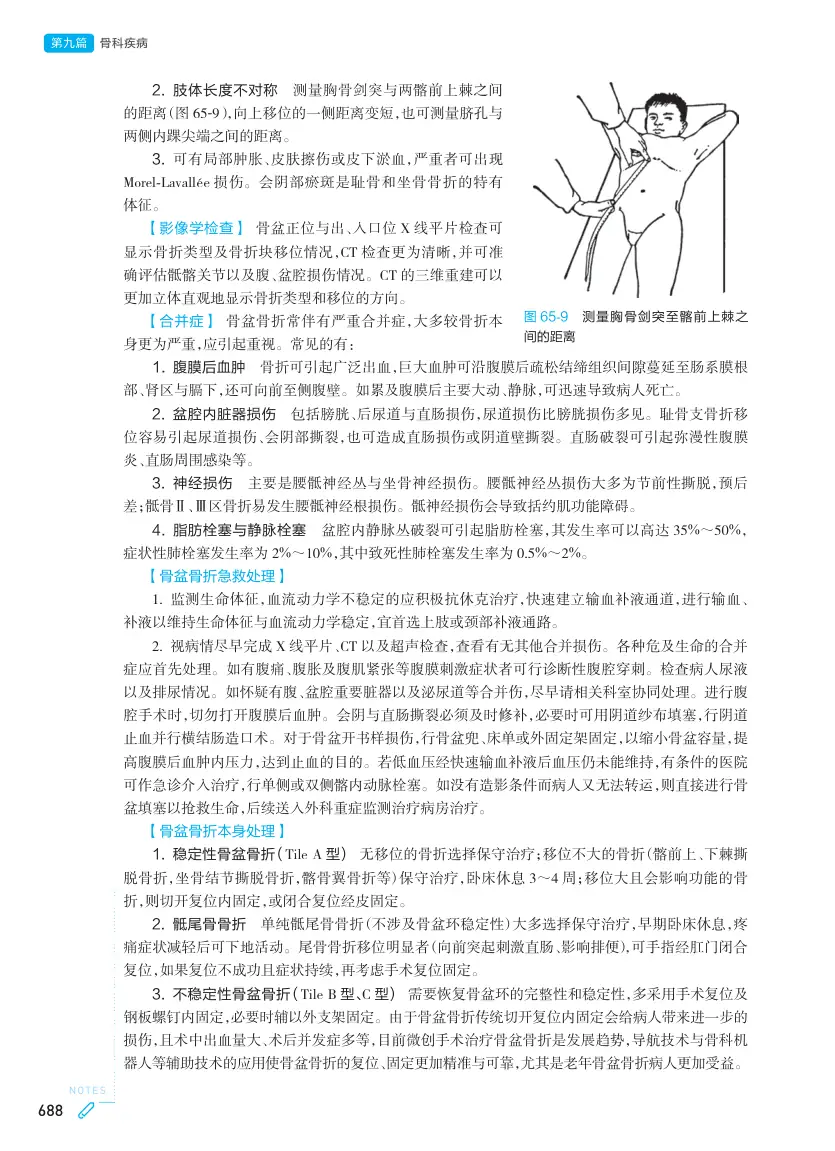 第九篇 骨科疾病
2. 肢体长度不对称 测量胸骨剑突与两髂前上棘之间
的距离(图 65-9),向上移位的一侧距离变短,也可测量脐孔与
两侧内踝尖端之间的距离。
3. 可有局部肿胀、皮肤擦伤或皮下淤血,严重者可出现
Morel-Lavallée 损伤。会阴部瘀斑是耻骨和坐骨骨折的特有
体征。
【影像学检查】 骨盆正位与出、入口位 X 线平片检查可
显示骨折类型及骨折块移位情况,CT 检查更为清晰,并可准
确评估骶髂关节以及腹、盆腔损伤情况。CT 的三维重建可以
更加立体直观地显示骨折类型和移位的方向。
【合并症】 骨盆骨折常伴有严重合并症,大多较骨折本
身更为严重,应引起重视。常见的有:
图 65-9 测量胸骨剑突至髂前上棘之
间的距离
1. 腹膜后血肿 骨折可引起广泛出血,巨大血肿可沿腹膜后疏松结缔组织间隙蔓延至肠系膜根
部、肾区与膈下,还可向前至侧腹壁。如累及腹膜后主要大动、静脉,可迅速导致病人死亡。
2. 盆腔内脏器损伤 包括膀胱、后尿道与直肠损伤,尿道损伤比膀胱损伤多见。耻骨支骨折移
位容易引起尿道损伤、会阴部撕裂,也可造成直肠损伤或阴道壁撕裂。直肠破裂可引起弥漫性腹膜
炎、直肠周围感染等。
3. 神经损伤 主要是腰骶神经丛与坐骨神经损伤。腰骶神经丛损伤大多为节前性撕脱,预后
差;骶骨Ⅱ、Ⅲ区骨折易发生腰骶神经根损伤。骶神经损伤会导致括约肌功能障碍。
4. 脂肪栓塞与静脉栓塞 盆腔内静脉丛破裂可引起脂肪栓塞,其发生率可以高达 35%～50%,
症状性肺栓塞发生率为 2%～10%,其中致死性肺栓塞发生率为 0.5%～2%。
【骨盆骨折急救处理】
1. 监测生命体征,血流动力学不稳定的应积极抗休克治疗,快速建立输血补液通道,进行输血、
补液以维持生命体征与血流动力学稳定,宜首选上肢或颈部补液通路。
2. 视病情尽早完成 X 线平片、CT 以及超声检查,查看有无其他合并损伤。各种危及生命的合并
症应首先处理。如有腹痛、腹胀及腹肌紧张等腹膜刺激症状者可行诊断性腹腔穿刺。检查病人尿液
以及排尿情况。如怀疑有腹、盆腔重要脏器以及泌尿道等合并伤,尽早请相关科室协同处理。进行腹
腔手术时,切勿打开腹膜后血肿。会阴与直肠撕裂必须及时修补,必要时可用阴道纱布填塞,行阴道
止血并行横结肠造口术。对于骨盆开书样损伤,行骨盆兜、床单或外固定架固定,以缩小骨盆容量,提
高腹膜后血肿内压力,达到止血的目的。若低血压经快速输血补液后血压仍未能维持,有条件的医院
可作急诊介入治疗,行单侧或双侧髂内动脉栓塞。如没有造影条件而病人又无法转运,则直接进行骨
盆填塞以抢救生命,后续送入外科重症监测治疗病房治疗。
【骨盆骨折本身处理】
1. 稳定性骨盆骨折(Tile A 型) 无移位的骨折选择保守治疗;移位不大的骨折(髂前上、下棘撕
脱骨折,坐骨结节撕脱骨折,髂骨翼骨折等)保守治疗,卧床休息 3～4 周;移位大且会影响功能的骨
折,则切开复位内固定,或闭合复位经皮固定。
2. 骶尾骨骨折 单纯骶尾骨骨折(不涉及骨盆环稳定性)大多选择保守治疗,早期卧床休息,疼
痛症状减轻后可下地活动。尾骨骨折移位明显者(向前突起刺激直肠、影响排便),可手指经肛门闭合
复位,如果复位不成功且症状持续,再考虑手术复位固定。
3. 不稳定性骨盆骨折(Tile B 型、C 型) 需要恢复骨盆环的完整性和稳定性,多采用手术复位及
钢板螺钉内固定,必要时辅以外支架固定。由于骨盆骨折传统切开复位内固定会给病人带来进一步的
损伤,且术中出血量大、术后并发症多等,目前微创手术治疗骨盆骨折是发展趋势,导航技术与骨科机
器人等辅助技术的应用使骨盆骨折的复位、固定更加精准与可靠,尤其是老年骨盆骨折病人更加受益。
NOTES
688